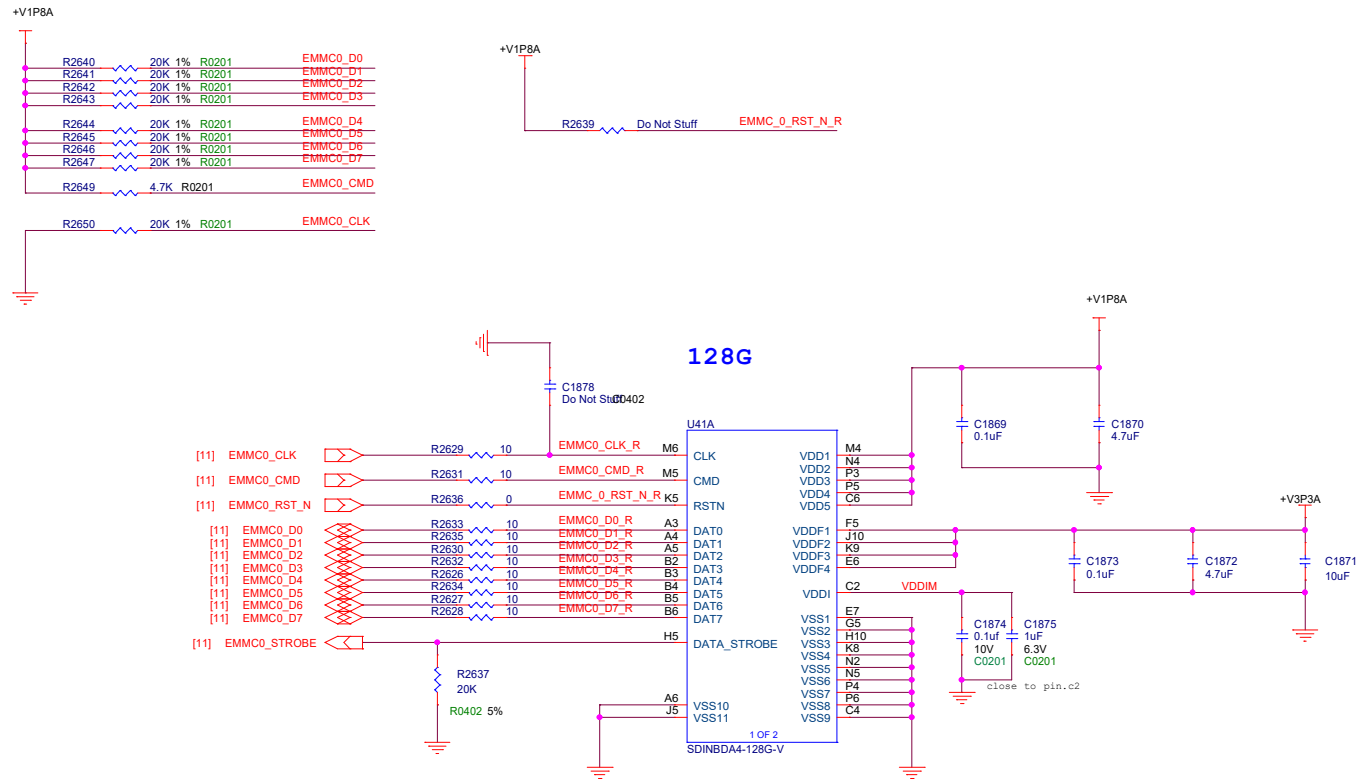 +V1P8A
R2640 20K 1% R0201 EMMC0_D0
R2641 20K 1% R0201 EMMC0_D1
R2642 20K 1% R0201 EMMC0_D2
R2643 20K 1% R0201 EMMC0_D3
R2644 20K 1% R0201 EMMC0_D4
R2645 20K 1% R0201 EMMC0_D5
R2646 20K 1% R0201 EMMC0_D6
R2647 20K 1% R0201 EMMC0_D7
R2649 4.7K R0201 EMMC0_CMD
R2650 20K 1% R0201 EMMC0_CLK
+V1P8A
R2639 Do Not Stuff EMMC_0_RST_N_R
128G
C1878
Do Not Stuff C0402
[11] EMMC0_CLK R2629 10 EMMC0_CLK_R M6
[11] EMMC0_CMD R2631 10 EMMC0_CMD_R M5
[11] EMMC0_RST_N R2636 0 EMMC_0_RST_N_R K5
[11] EMMC0_D0 R2633 10 EMMC0_D0_R A3
[11] EMMC0_D1 R2635 10 EMMC0_D1_R A4
[11] EMMC0_D2 R2630 10 EMMC0_D2_R A5
[11] EMMC0_D3 R2632 10 EMMC0_D3_R B2
[11] EMMC0_D4 R2626 10 EMMC0_D4_R B3
[11] EMMC0_D5 R2634 10 EMMC0_D5_R B4
[11] EMMC0_D6 R2627 10 EMMC0_D6_R B5
[11] EMMC0_D7 R2628 10 EMMC0_D7_R B6
[11] EMMC0_STROBE H5
R2637
20K
R0402 5%
A6
J5
U41A
CLK VDD1 M4
VDD2 N4
CMD VDD3 P3
VDD4 P5
RSTN VDD5 C6
DAT0 VDDF1 F5
DAT1 VDDF2 J10
DAT2 VDDF3 K9
DAT3 VDDF4 E6
DAT4
DAT5 VDDI C2 VDDIM
DAT6
DAT7 VSS1 E7
VSS2 G5
DATA_STROBE VSS3 H10
VSS4 K8
VSS5 N2
VSS6 N5
VSS7 P4
VSS10 VSS8 P6
VSS11 VSS9 C4
1 OF 2
SDINBDA4-128G-V
+V1P8A
C1869
0.1uF
C1870
4.7uF
+V3P3A
C1873
0.1uF
C1872
4.7uF
C1871
10uF
C1874
0.1uf
10V
C0201
C1875
1uF
6.3V
C0201
close to pin.c2